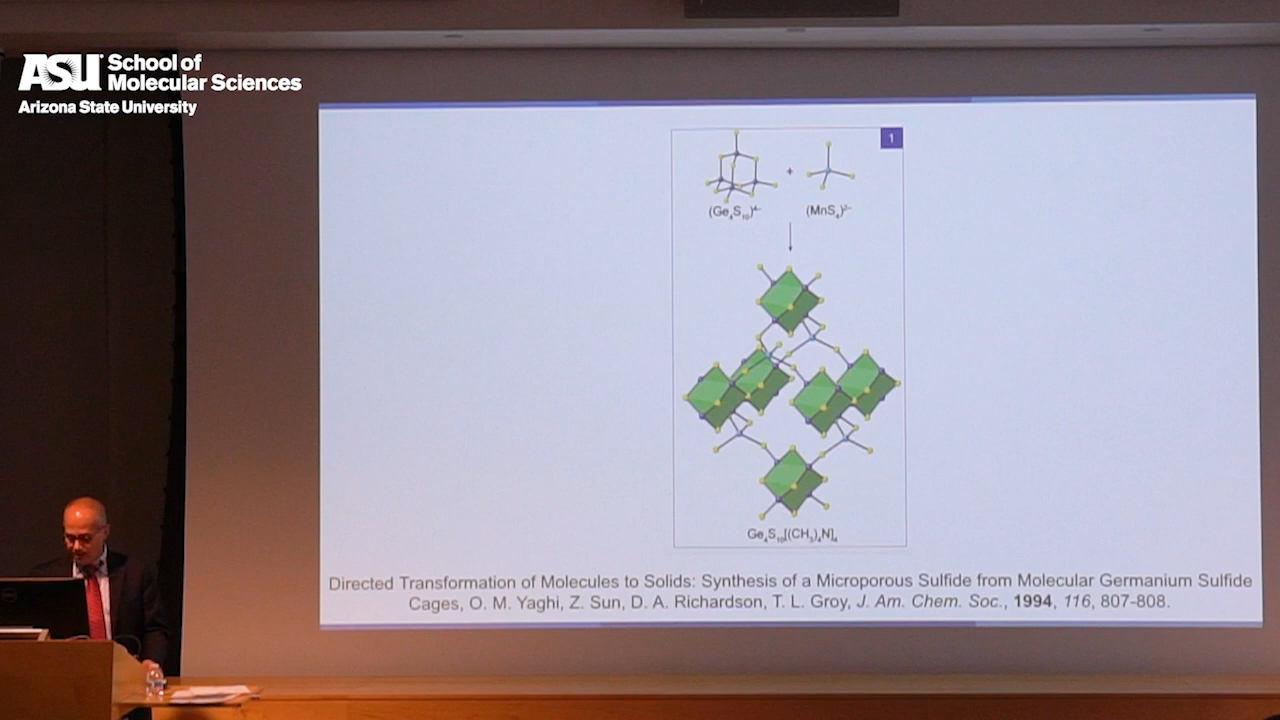 ASU School of
Molecular Sciences
Arizona State University
1
+
(Ge₄S₁₀)⁴⁻ (MnS₄)²⁻
Ge₄S₁₀[(CH₃)₄N]₄
Directed Transformation of Molecules to Solids: Synthesis of a Microporous Sulfide from Molecular Germanium Sulfide
Cages, O. M. Yaghi, Z. Sun, D. A. Richardson, T. L. Groy, J. Am. Chem. Soc., 1994, 116, 807-808.